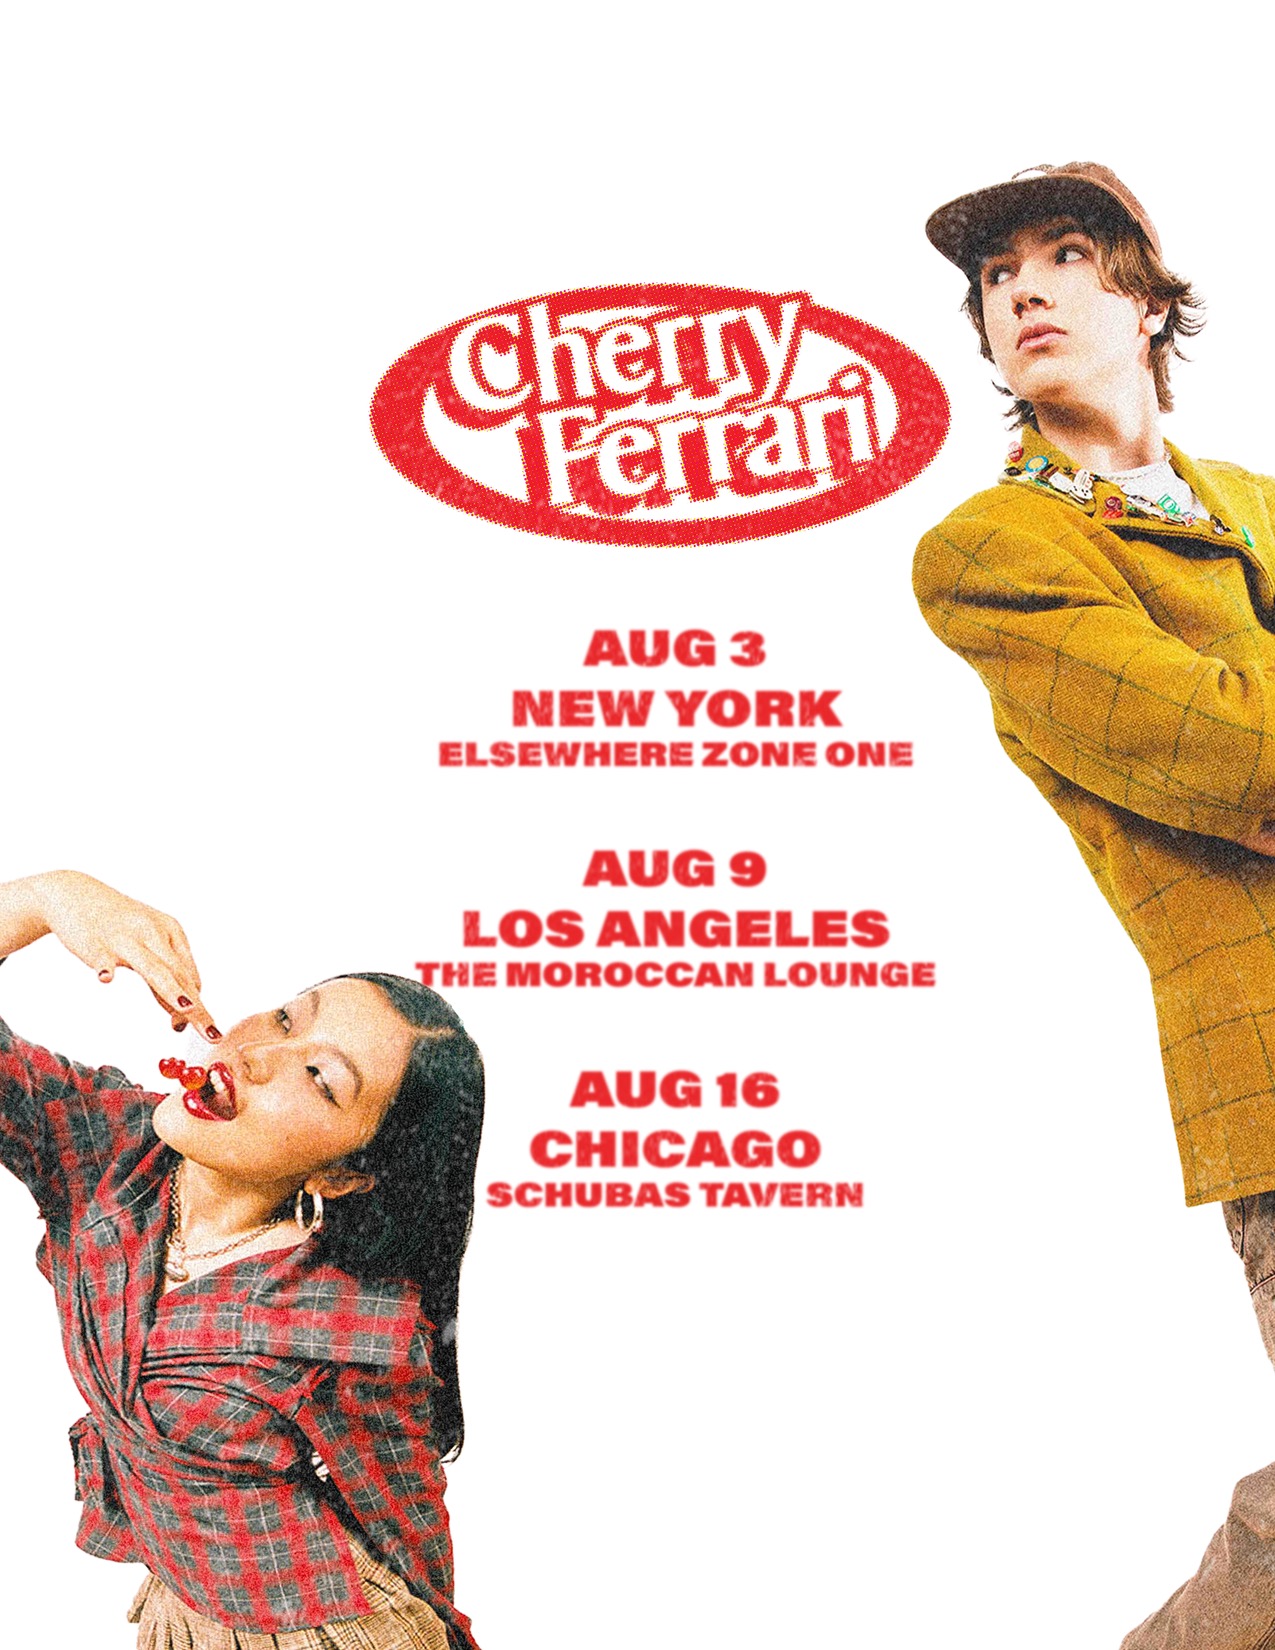 Cherry
Ferrari
AUG 3
NEW YORK
ELSEWHERE ZONE ONE
AUG 9
LOS ANGELES
THE MOROCCAN LOUNGE
AUG 16
CHICAGO
SCHUBAS TAVERN